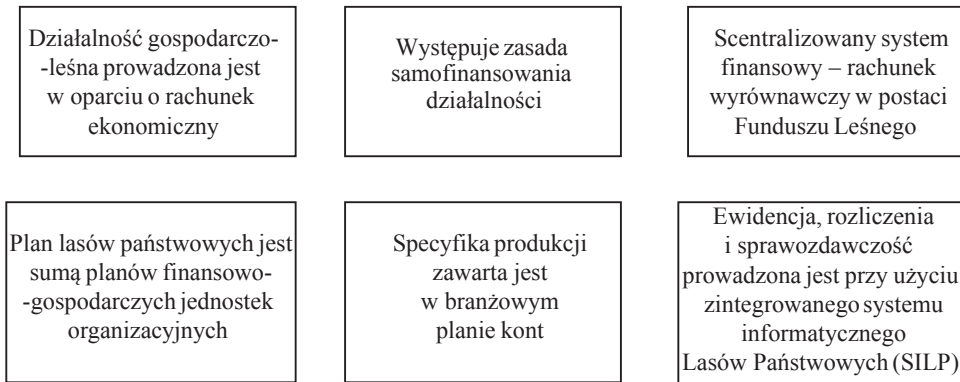 Działalność gospodarczo-
-leśna prowadzona jest
w oparciu o rachunek
ekonomiczny
Występuje zasada
samofinansowania
działalności
Scentralizowany system
finansowy – rachunek
wyrównawczy w postaci
Funduszu Leśnego
Plan lasów państwowych jest
sumą planów finansowo-
-gospodarczych jednostek
organizacyjnych
Specyfika produkcji
zawarta jest
w branżowym
planie kont
Ewidencja, rozliczenia
i sprawozdawczość
prowadzona jest przy użyciu
zintegrowanego systemu
informatycznego
Lasów Państwowych (SILP)